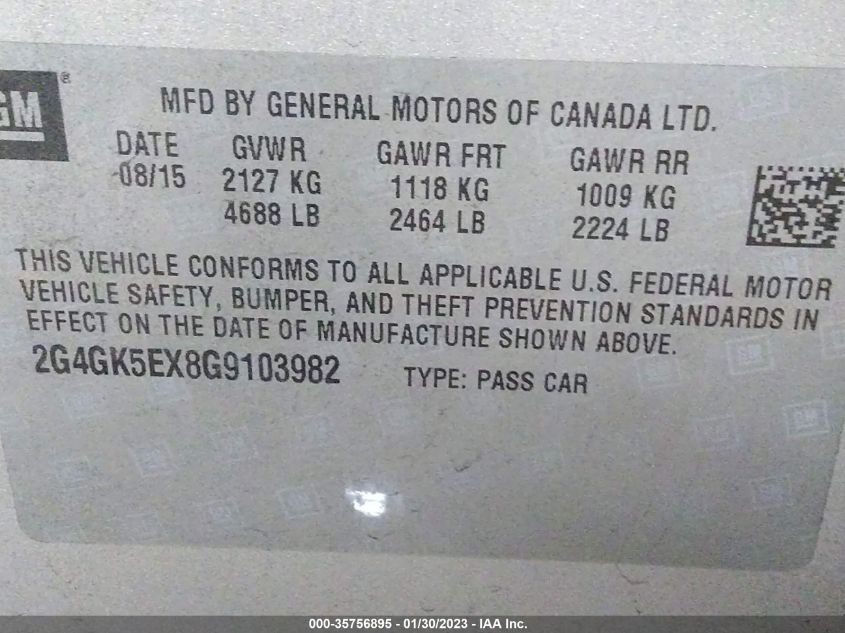 GM ®
MFD BY GENERAL MOTORS OF CANADA LTD.
DATE GVWR GAWR FRT GAWR RR
08/15 2127 KG 1118 KG 1009 KG
4688 LB 2464 LB 2224 LB
THIS VEHICLE CONFORMS TO ALL APPLICABLE U.S. FEDERAL MOTOR
VEHICLE SAFETY, BUMPER, AND THEFT PREVENTION STANDARDS IN
EFFECT ON THE DATE OF MANUFACTURE SHOWN ABOVE.
2G4GK5EX8G9103982 TYPE: PASS CAR
000-35756895 - 01/30/2023 - IAA Inc.